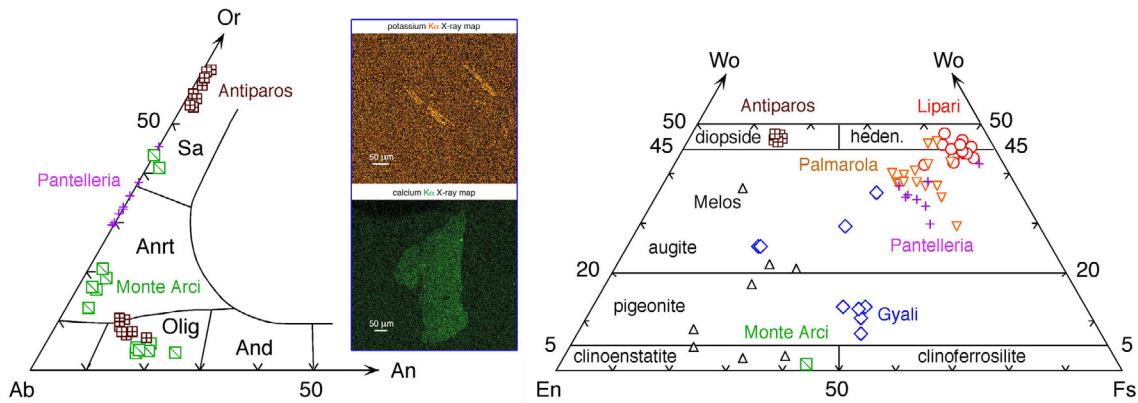 Or
Antiparos
50
Sa
Pantelleria
Anrt
Monte Arci
Olig
And
Ab
50
An
potassium Kα X-ray map
50 µm
calcium Kα X-ray map
50 µm
Wo
Wo
Antiparos
Lipari
50
diopside
heden.
50
45
45
Palmarola
Melos
Pantelleria
augite
20
20
pigeonite
Gyali
Monte Arci
5
clinoenstatite
clinoferrosilite
5
En
50
Fs